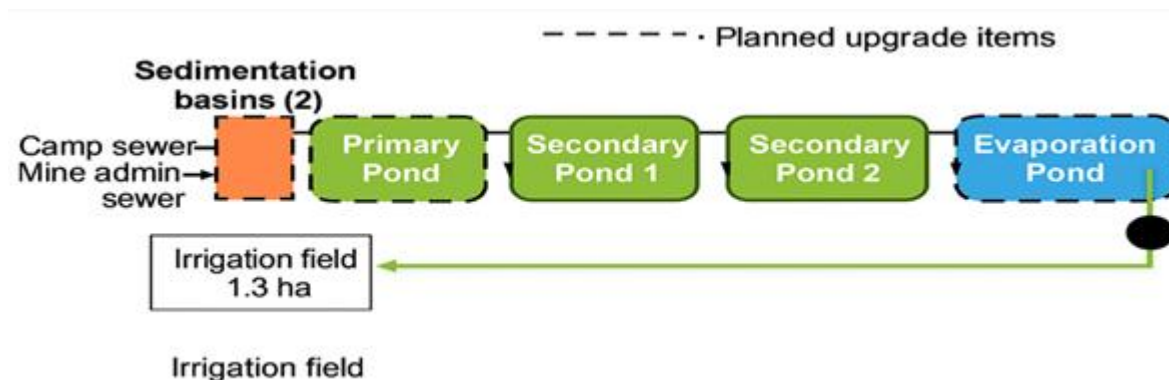 Planned upgrade items
Sedimentation
basins (2)
Camp sewer
Mine admin
sewer
Primary
Pond
Secondary
Pond 1
Secondary
Pond 2
Evaporation
Pond
Irrigation field
1.3 ha
Irrigation field